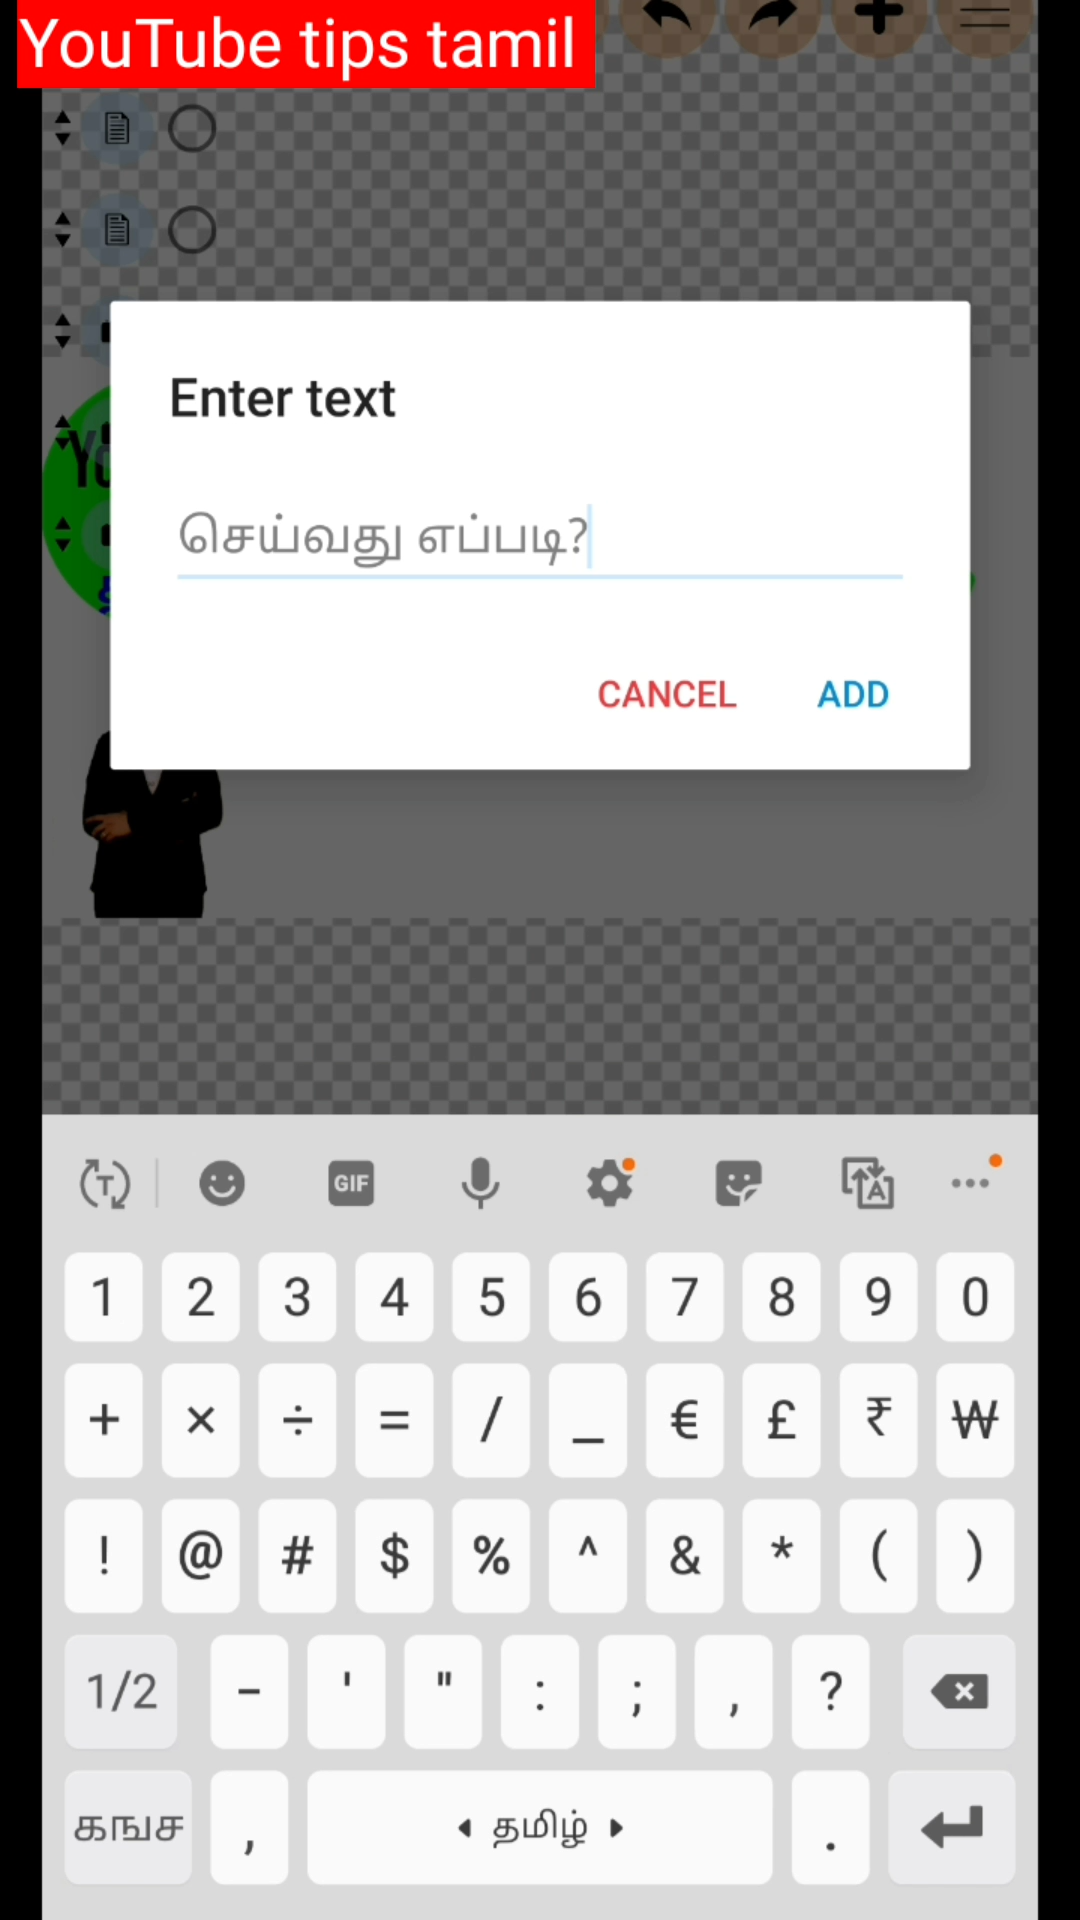 YouTube tips tamil
Enter text
செய்வது எப்படி?
CANCEL ADD
GIF
1 2 3 4 5 6 7 8 9 0
+ × ÷ = / _ € £ ₹ ₩
! @ # $ % ^ & * ( )
1/2 - ' " : ; , ?
கஙச , தமிழ் .